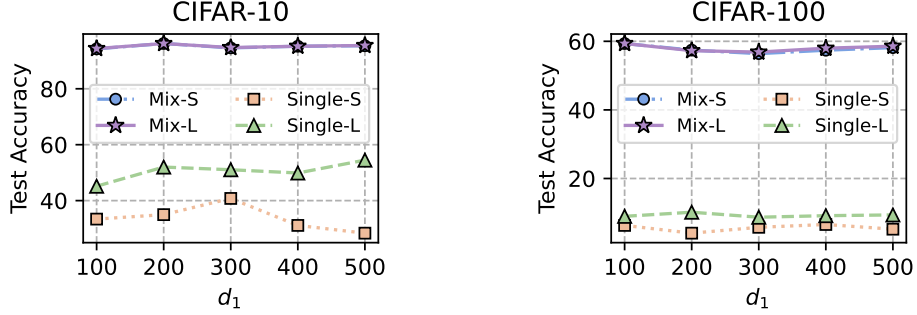 CIFAR-10
Test Accuracy
80
60
40
Mix-S
Single-S
Mix-L
Single-L
100 200 300 400 500
d₁
CIFAR-100
Test Accuracy
60
40
20
Mix-S
Single-S
Mix-L
Single-L
100 200 300 400 500
d₁